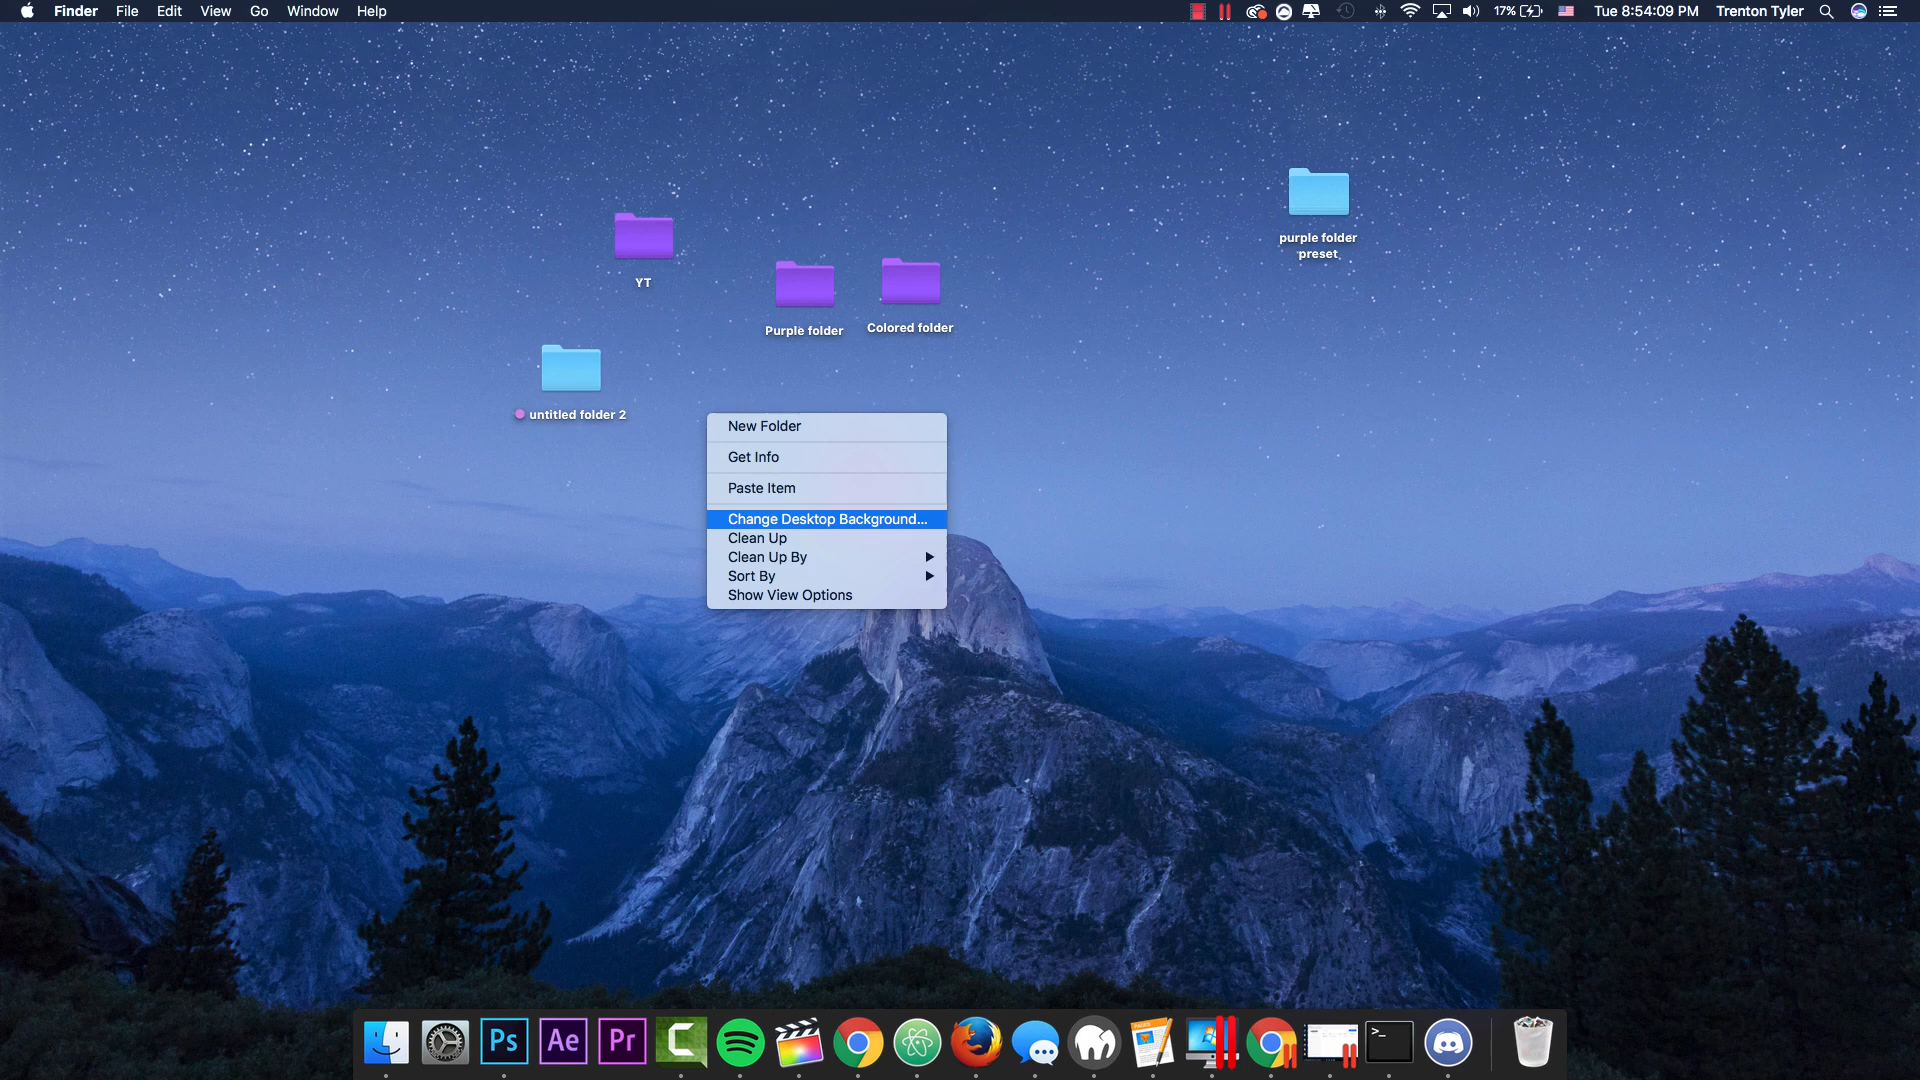 Finder File Edit View Go Window Help
17% Tue 8:54:09 PM Trenton Tyler
purple folder
preset
YT
Purple folder
Colored folder
untitled folder 2
New Folder
Get Info
Paste Item
Change Desktop Background...
Clean Up
Clean Up By
Sort By
Show View Options
Ps Ae Pr C >_